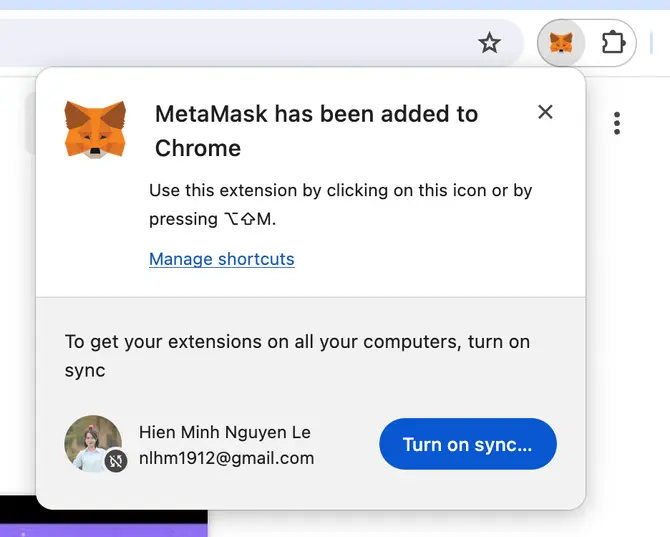 MetaMask has been added to
Chrome
Use this extension by clicking on this icon or by
pressing ⌥⇧M.
Manage shortcuts
To get your extensions on all your computers, turn on
sync
Hien Minh Nguyen Le
nlhm1912@gmail.com
Turn on sync...